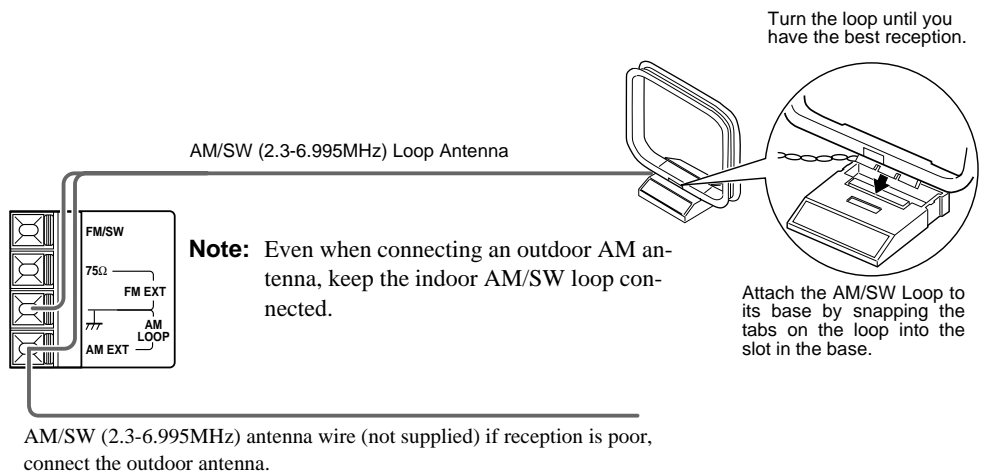 Turn the loop until you
have the best reception.
AM/SW (2.3-6.995MHz) Loop Antenna
FM/SW
75Ω
FM EXT
AM
LOOP
AM EXT
Note: Even when connecting an outdoor AM an-
tenna, keep the indoor AM/SW loop con-
nected.
Attach the AM/SW Loop to
its base by snapping the
tabs on the loop into the
slot in the base.
AM/SW (2.3-6.995MHz) antenna wire (not supplied) if reception is poor,
connect the outdoor antenna.